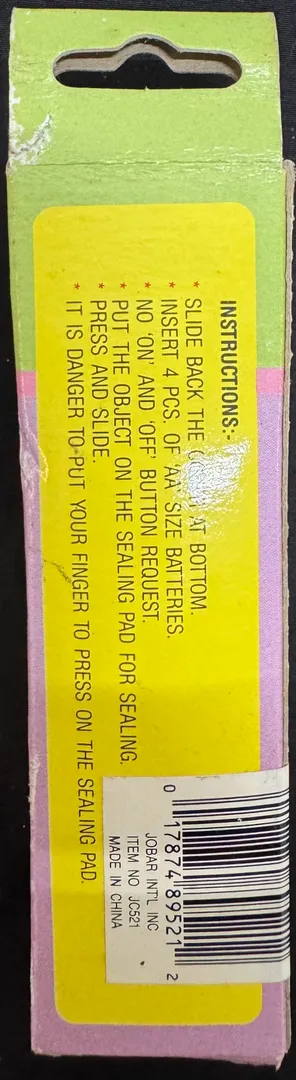 INSTRUCTIONS:-
* SLIDE BACK THE AT BOTTOM.
* INSERT 4 PCS. OF 'AA' SIZE BATTERIES.
* NO 'ON' AND 'OFF' BUTTON REQUEST.
* PUT THE OBJECT ON THE SEALING PAD FOR SEALING.
* PRESS AND SLIDE.
* IT IS DANGER TO PUT YOUR FINGER TO PRESS ON THE SEALING PAD.
0 17874 89521 2
JOBAR INT'L INC
ITEM NO JC521
MADE IN CHINA